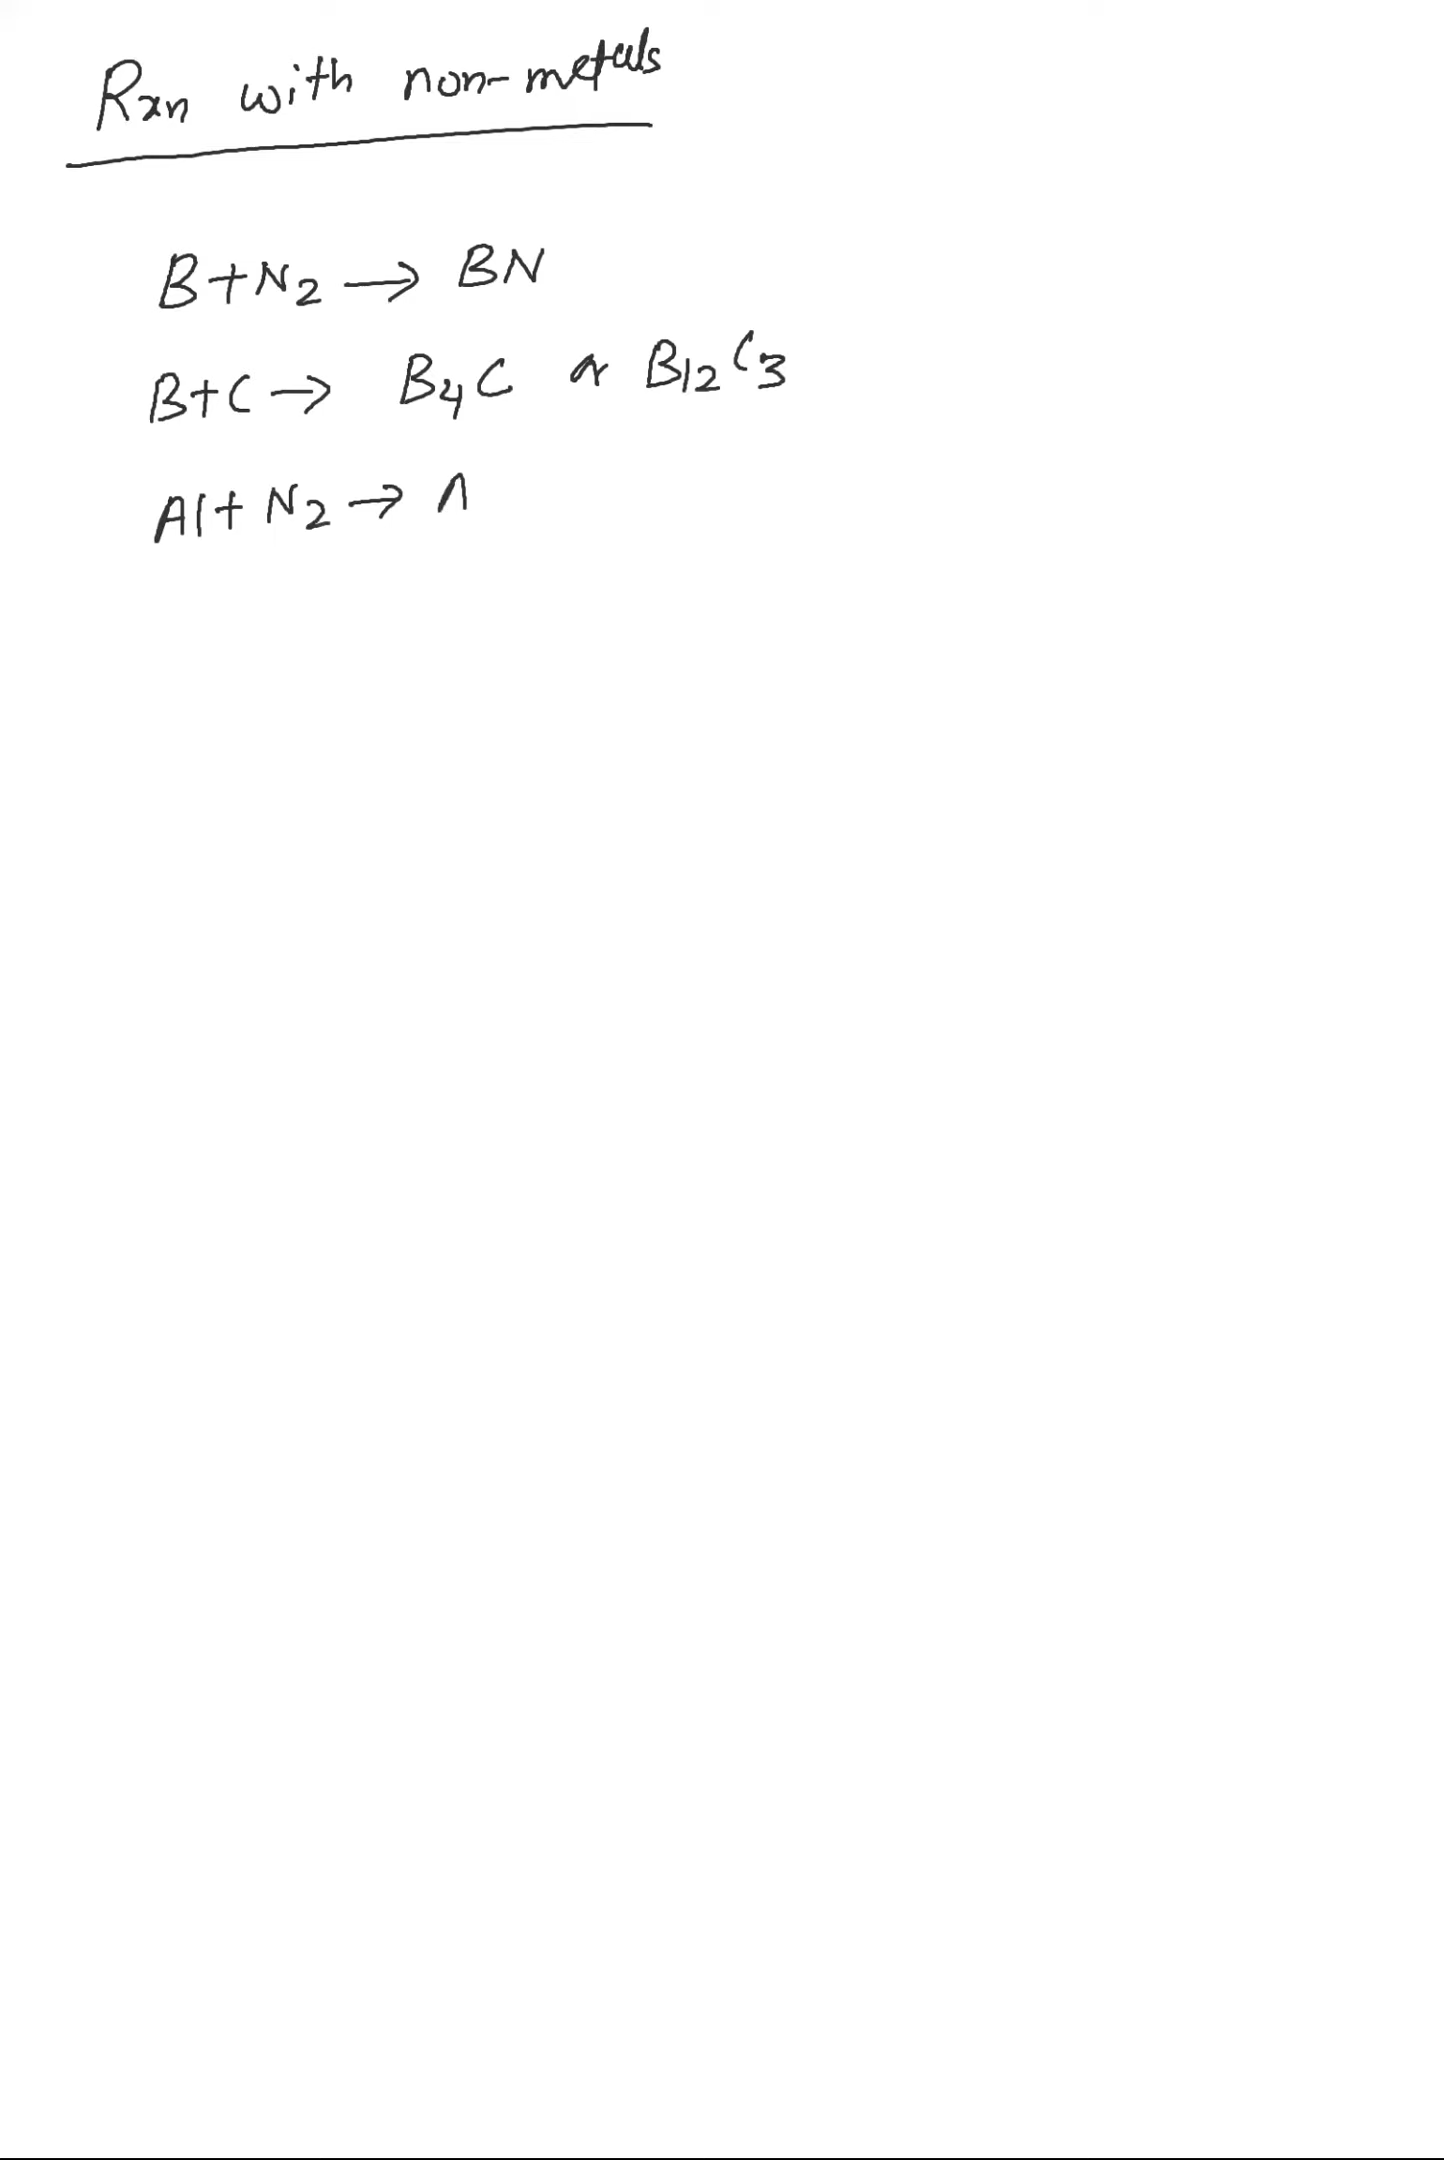 Rxn with non-metals
B+N2 → BN
B+C → B4C or B12C3
Al+ N2 →